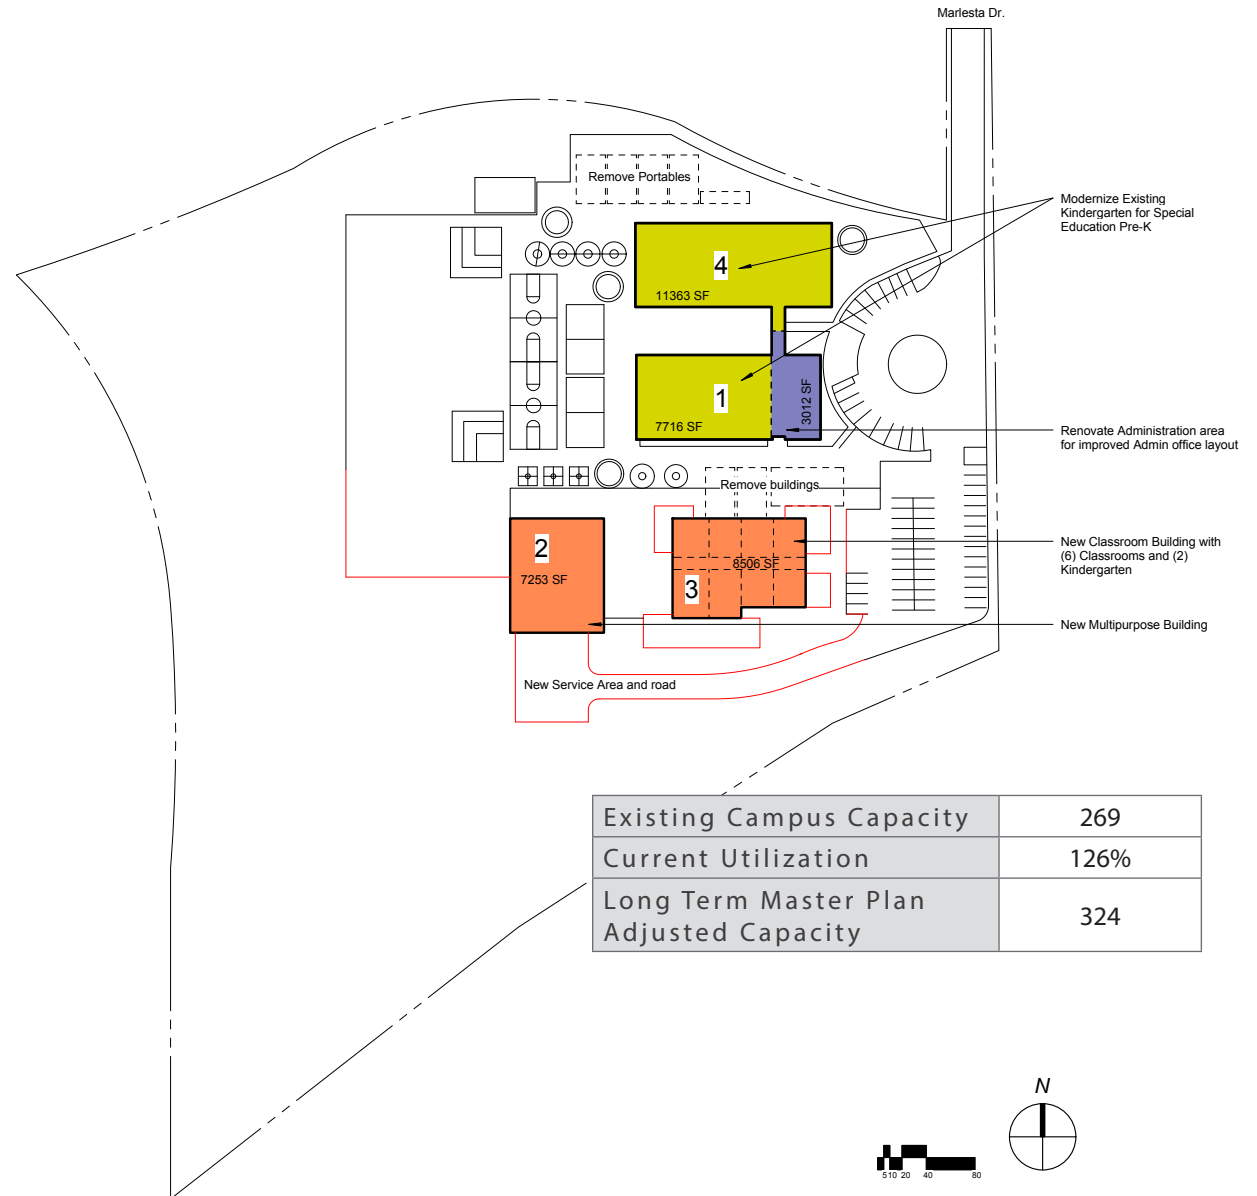 Marlesta Dr.
Remove Portables
Modernize Existing
Kindergarten for Special
Education Pre-K
4
11363 SF
1
7716 SF
3012 SF
Renovate Administration area
for improved Admin office layout
Remove buildings
2
7253 SF
8506 SF
3
New Classroom Building with
(6) Classrooms and (2)
Kindergarten
New Multipurpose Building
New Service Area and road
Existing Campus Capacity 269
Current Utilization 126%
Long Term Master Plan
Adjusted Capacity 324
N
5 10 20 40 80